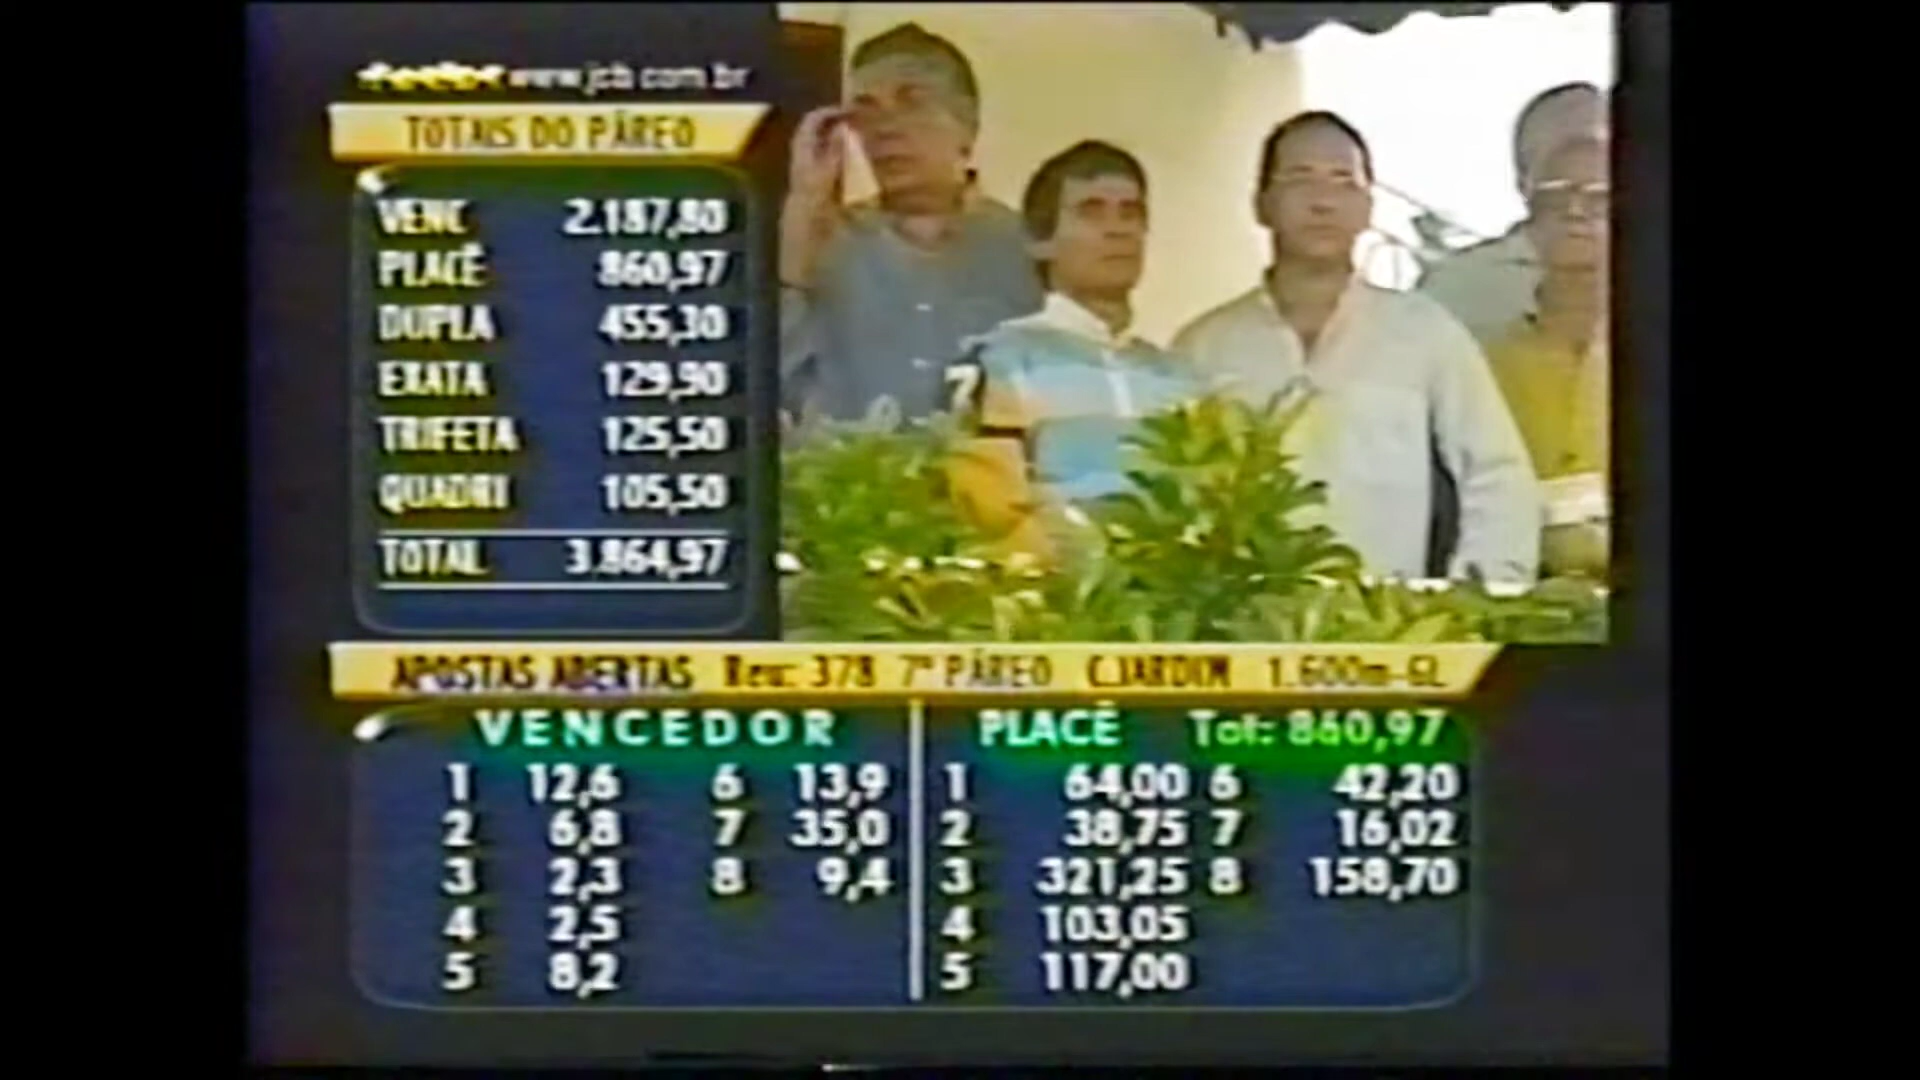 www.jcb.com.br
TOTAIS DO PÁREO
VENC 2.187,80
PLACÊ 860,97
DUPLA 455,30
EXATA 129,90
TRIFETA 125,50
QUADRI 105,50
TOTAL 3.864,97
7
APOSTAS ABERTAS Reu: 378 7º PÁREO C.JARDIM 1.600m-GL
VENCEDOR PLACÊ Tot: 860,97
1 12,6 6 13,9 1 64,00 6 42,20
2 6,8 7 35,0 2 38,75 7 16,02
3 2,3 8 9,4 3 321,25 8 158,70
4 2,5 4 103,05
5 8,2 5 117,00